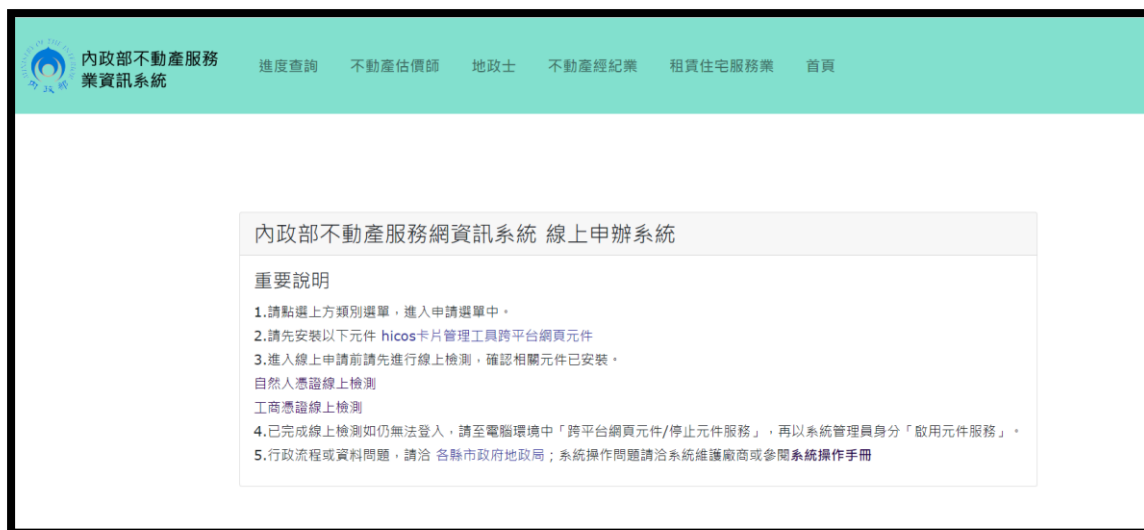 內政部不動產服務
業資訊系統
進度查詢 不動產估價師 地政士 不動產經紀業 租賃住宅服務業 首頁
內政部不動產服務網資訊系統 線上申辦系統
重要說明
1.請點選上方類別選單，進入申請選單中。
2.請先安裝以下元件 hicos卡片管理工具跨平台網頁元件
3.進入線上申請前請先進行線上檢測，確認相關元件已安裝。
自然人憑證線上檢測
工商憑證線上檢測
4.已完成線上檢測如仍無法登入，請至電腦環境中「跨平台網頁元件/停止元件服務」，再以系統管理員身分「啟用元件服務」。
5.行政流程或資料問題，請洽 各縣市政府地政局；系統操作問題請洽系統維護廠商或參閱系統操作手冊